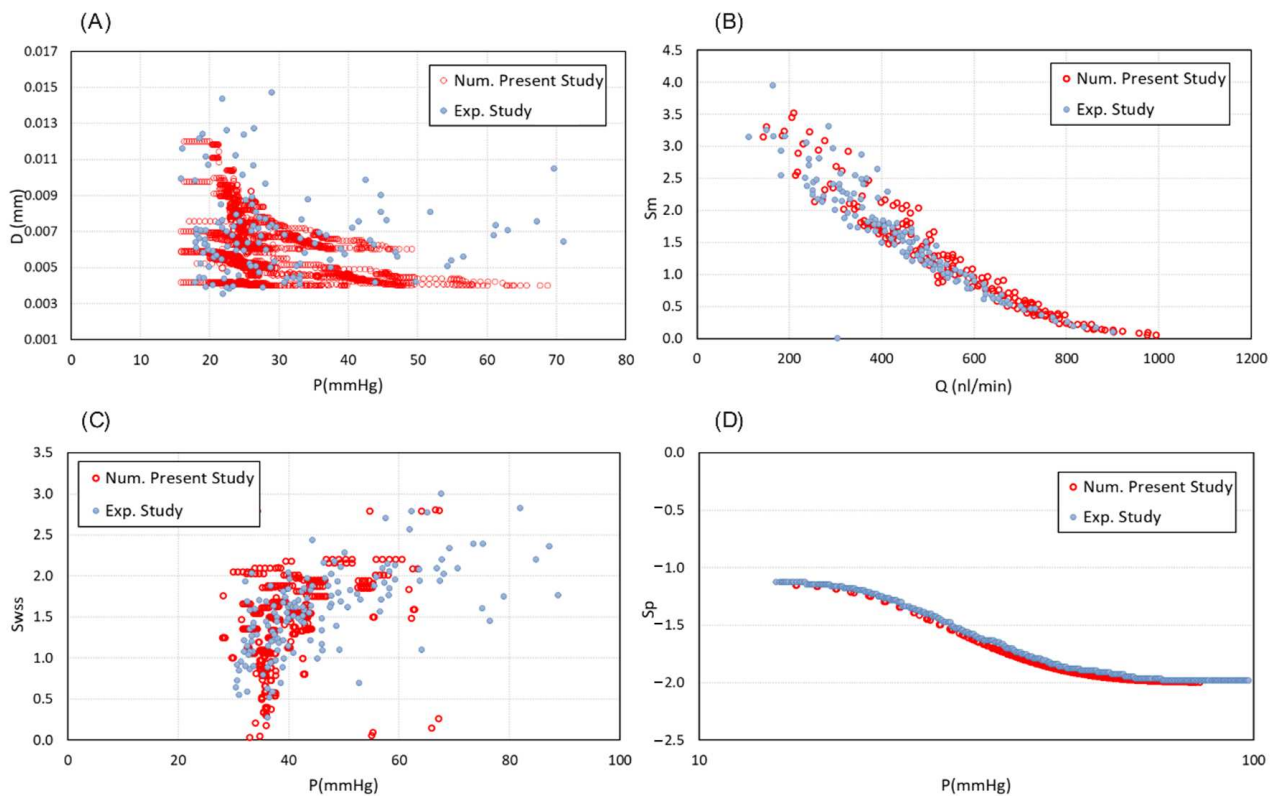 (A)
0.017
0.015
0.013
0.011
0.009
0.007
0.005
0.003
0.001
D (mm)
Num. Present Study
Exp. Study
0 10 20 30 40 50 60 70 80
P(mmHg)
(B)
4.5
4.0
3.5
3.0
2.5
2.0
1.5
1.0
0.5
0.0
Sm
Num. Present Study
Exp. Study
0 200 400 600 800 1000 1200
Q (nl/min)
(C)
3.5
3.0
2.5
2.0
1.5
1.0
0.5
0.0
Swss
Num. Present Study
Exp. Study
0 20 40 60 80 100
P(mmHg)
(D)
0.0
−0.5
−1.0
−1.5
−2.0
−2.5
Sp
Num. Present Study
Exp. Study
10 100
P(mmHg)